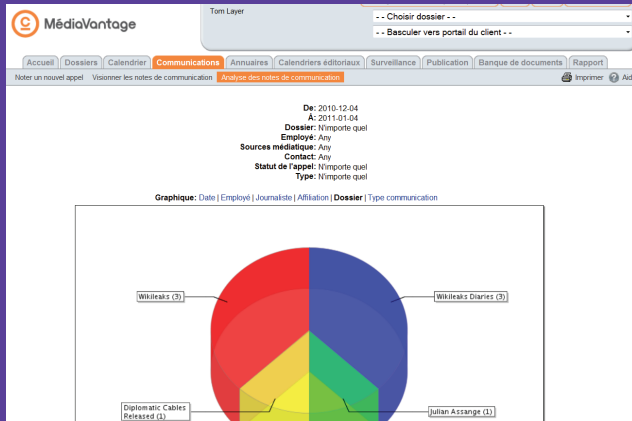 MédiaVantage
Tom Layer
- - Choisir dossier - -
- - Basculer vers portail du client - -
Accueil Dossiers Calendrier Communications Annuaires Calendriers éditoriaux Surveillance Publication Banque de documents Rapport
Noter un nouvel appel Visionner les notes de communication Analyse des notes de communication Imprimer Aid
De: 2010-12-04
À: 2011-01-04
Dossier: N'importe quel
Employé: Any
Sources médiatique: Any
Contact: Any
Statut de l'appel: N'importe quel
Type: N'importe quel
Graphique: Date | Employé | Journaliste | Affiliation | Dossier | Type communication
Wikileaks (3)
Wikileaks Diaries (3)
Diplomatic Cables
Released (1)
Julian Assange (1)